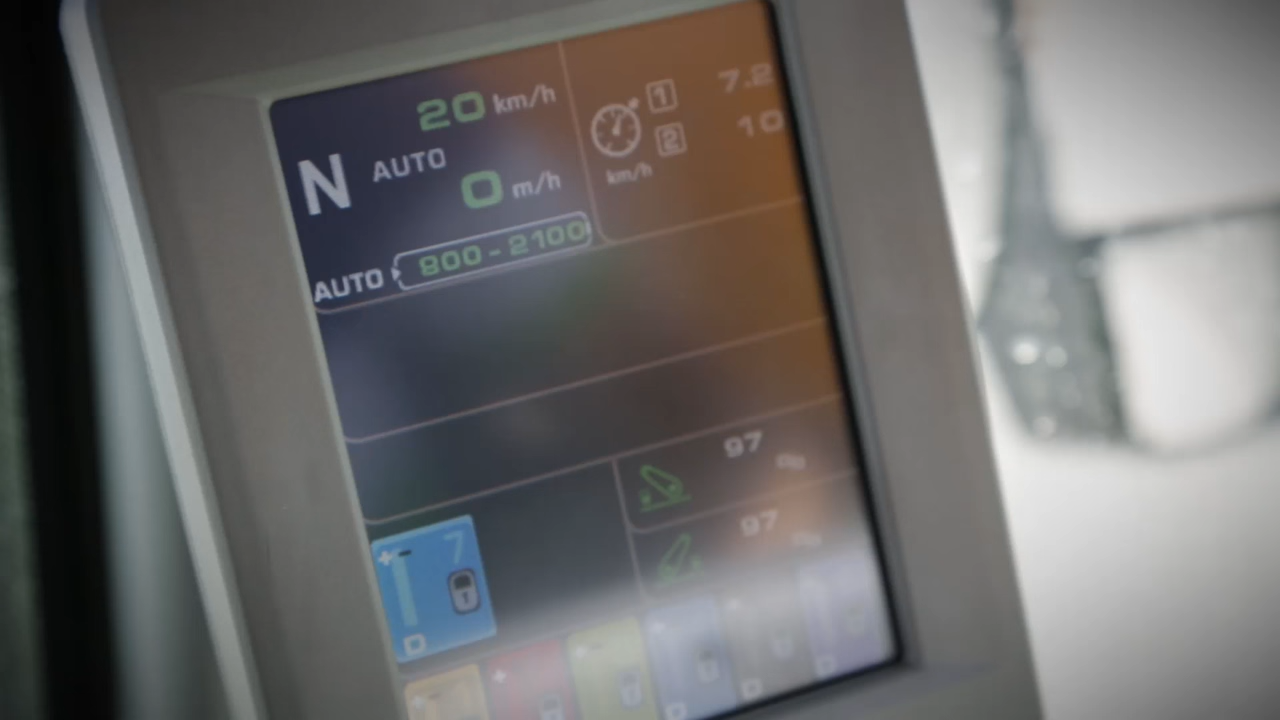 20 km/h
N AUTO
0 m/h
AUTO 800 - 2100
1 7.2
2 10
km/h
97 %
97 %
7
D
D
D
D